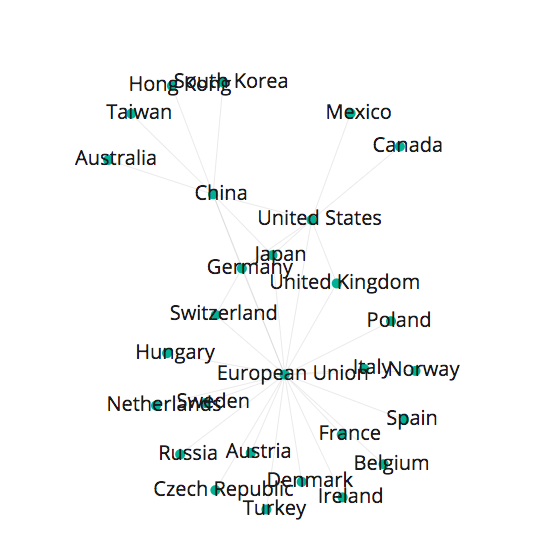 Hong Kong
South Korea
Taiwan
Mexico
Canada
Australia
China
United States
Japan
Germany
United Kingdom
Switzerland
Poland
Hungary
European Union
Italy
Norway
Netherlands
Sweden
Spain
France
Russia
Austria
Belgium
Czech Republic
Denmark
Ireland
Turkey